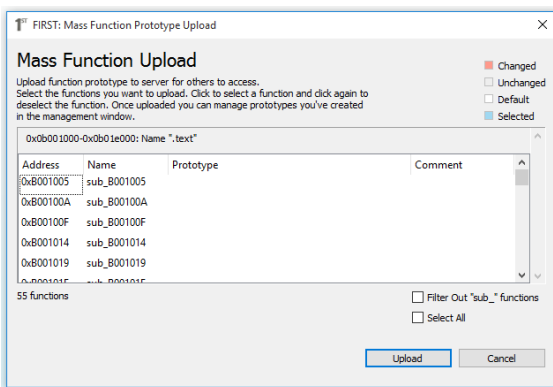 1ST FIRST: Mass Function Prototype Upload
Mass Function Upload
Upload function prototype to server for others to access.
Select the functions you want to upload. Click to select a function and click again to
deselect the function. Once uploaded you can manage prototypes you've created
in the management window.
Changed
Unchanged
Default
Selected
0x0b001000-0x0b01e000: Name ".text"
Address Name Prototype Comment
0xB001005 sub_B001005
0xB00100A sub_B00100A
0xB00100F sub_B00100F
0xB001014 sub_B001014
0xB001019 sub_B001019
0xB00101E sub_B00101E
55 functions
Filter Out "sub_" functions
Select All
Upload Cancel